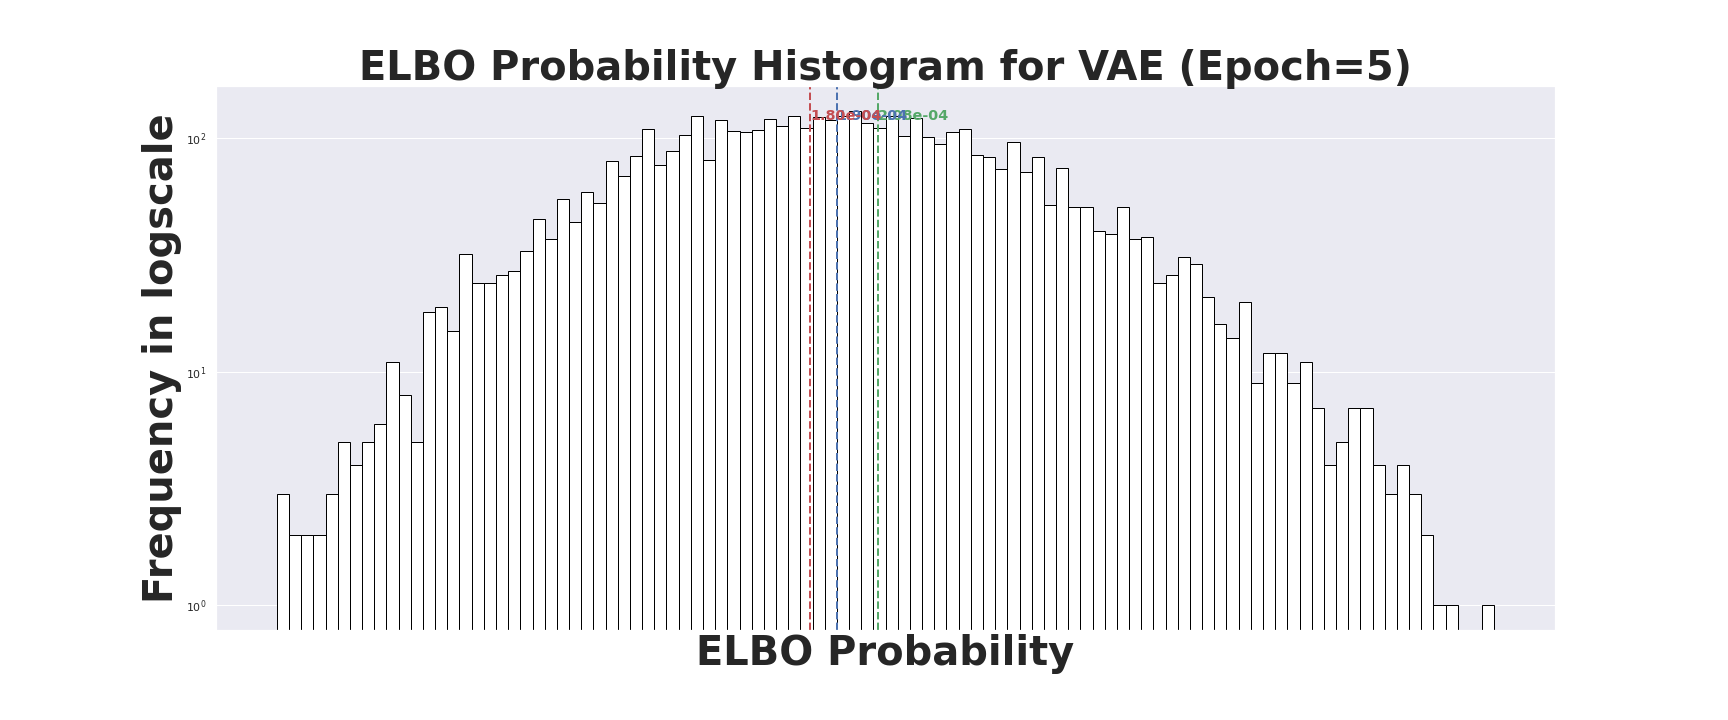 ELBO Probability Histogram for VAE (Epoch=5)
Frequency in logscale
10²
10¹
10⁰
ELBO Probability